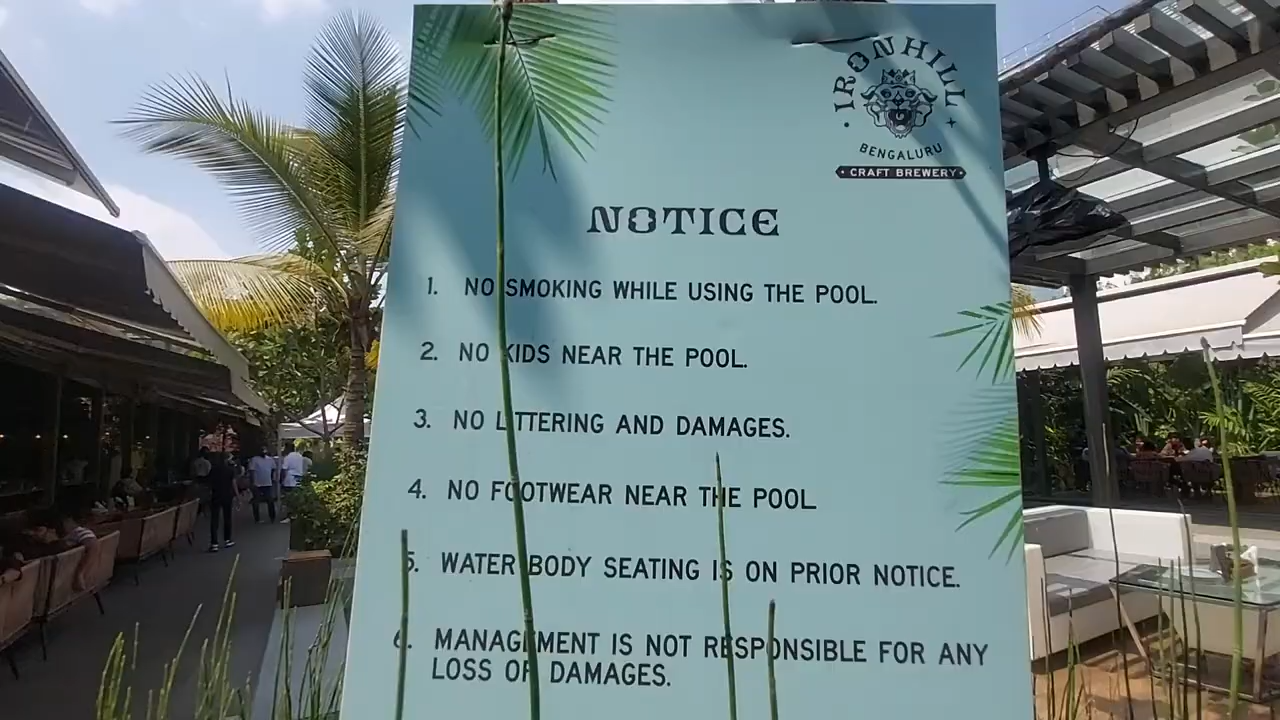 IRONHILL
BENGALURU
CRAFT BREWERY
NOTICE
1. NO SMOKING WHILE USING THE POOL.
2. NO KIDS NEAR THE POOL.
3. NO LITTERING AND DAMAGES.
4. NO FOOTWEAR NEAR THE POOL
5. WATER BODY SEATING IS ON PRIOR NOTICE.
6. MANAGEMENT IS NOT RESPONSIBLE FOR ANY
LOSS OF DAMAGES.